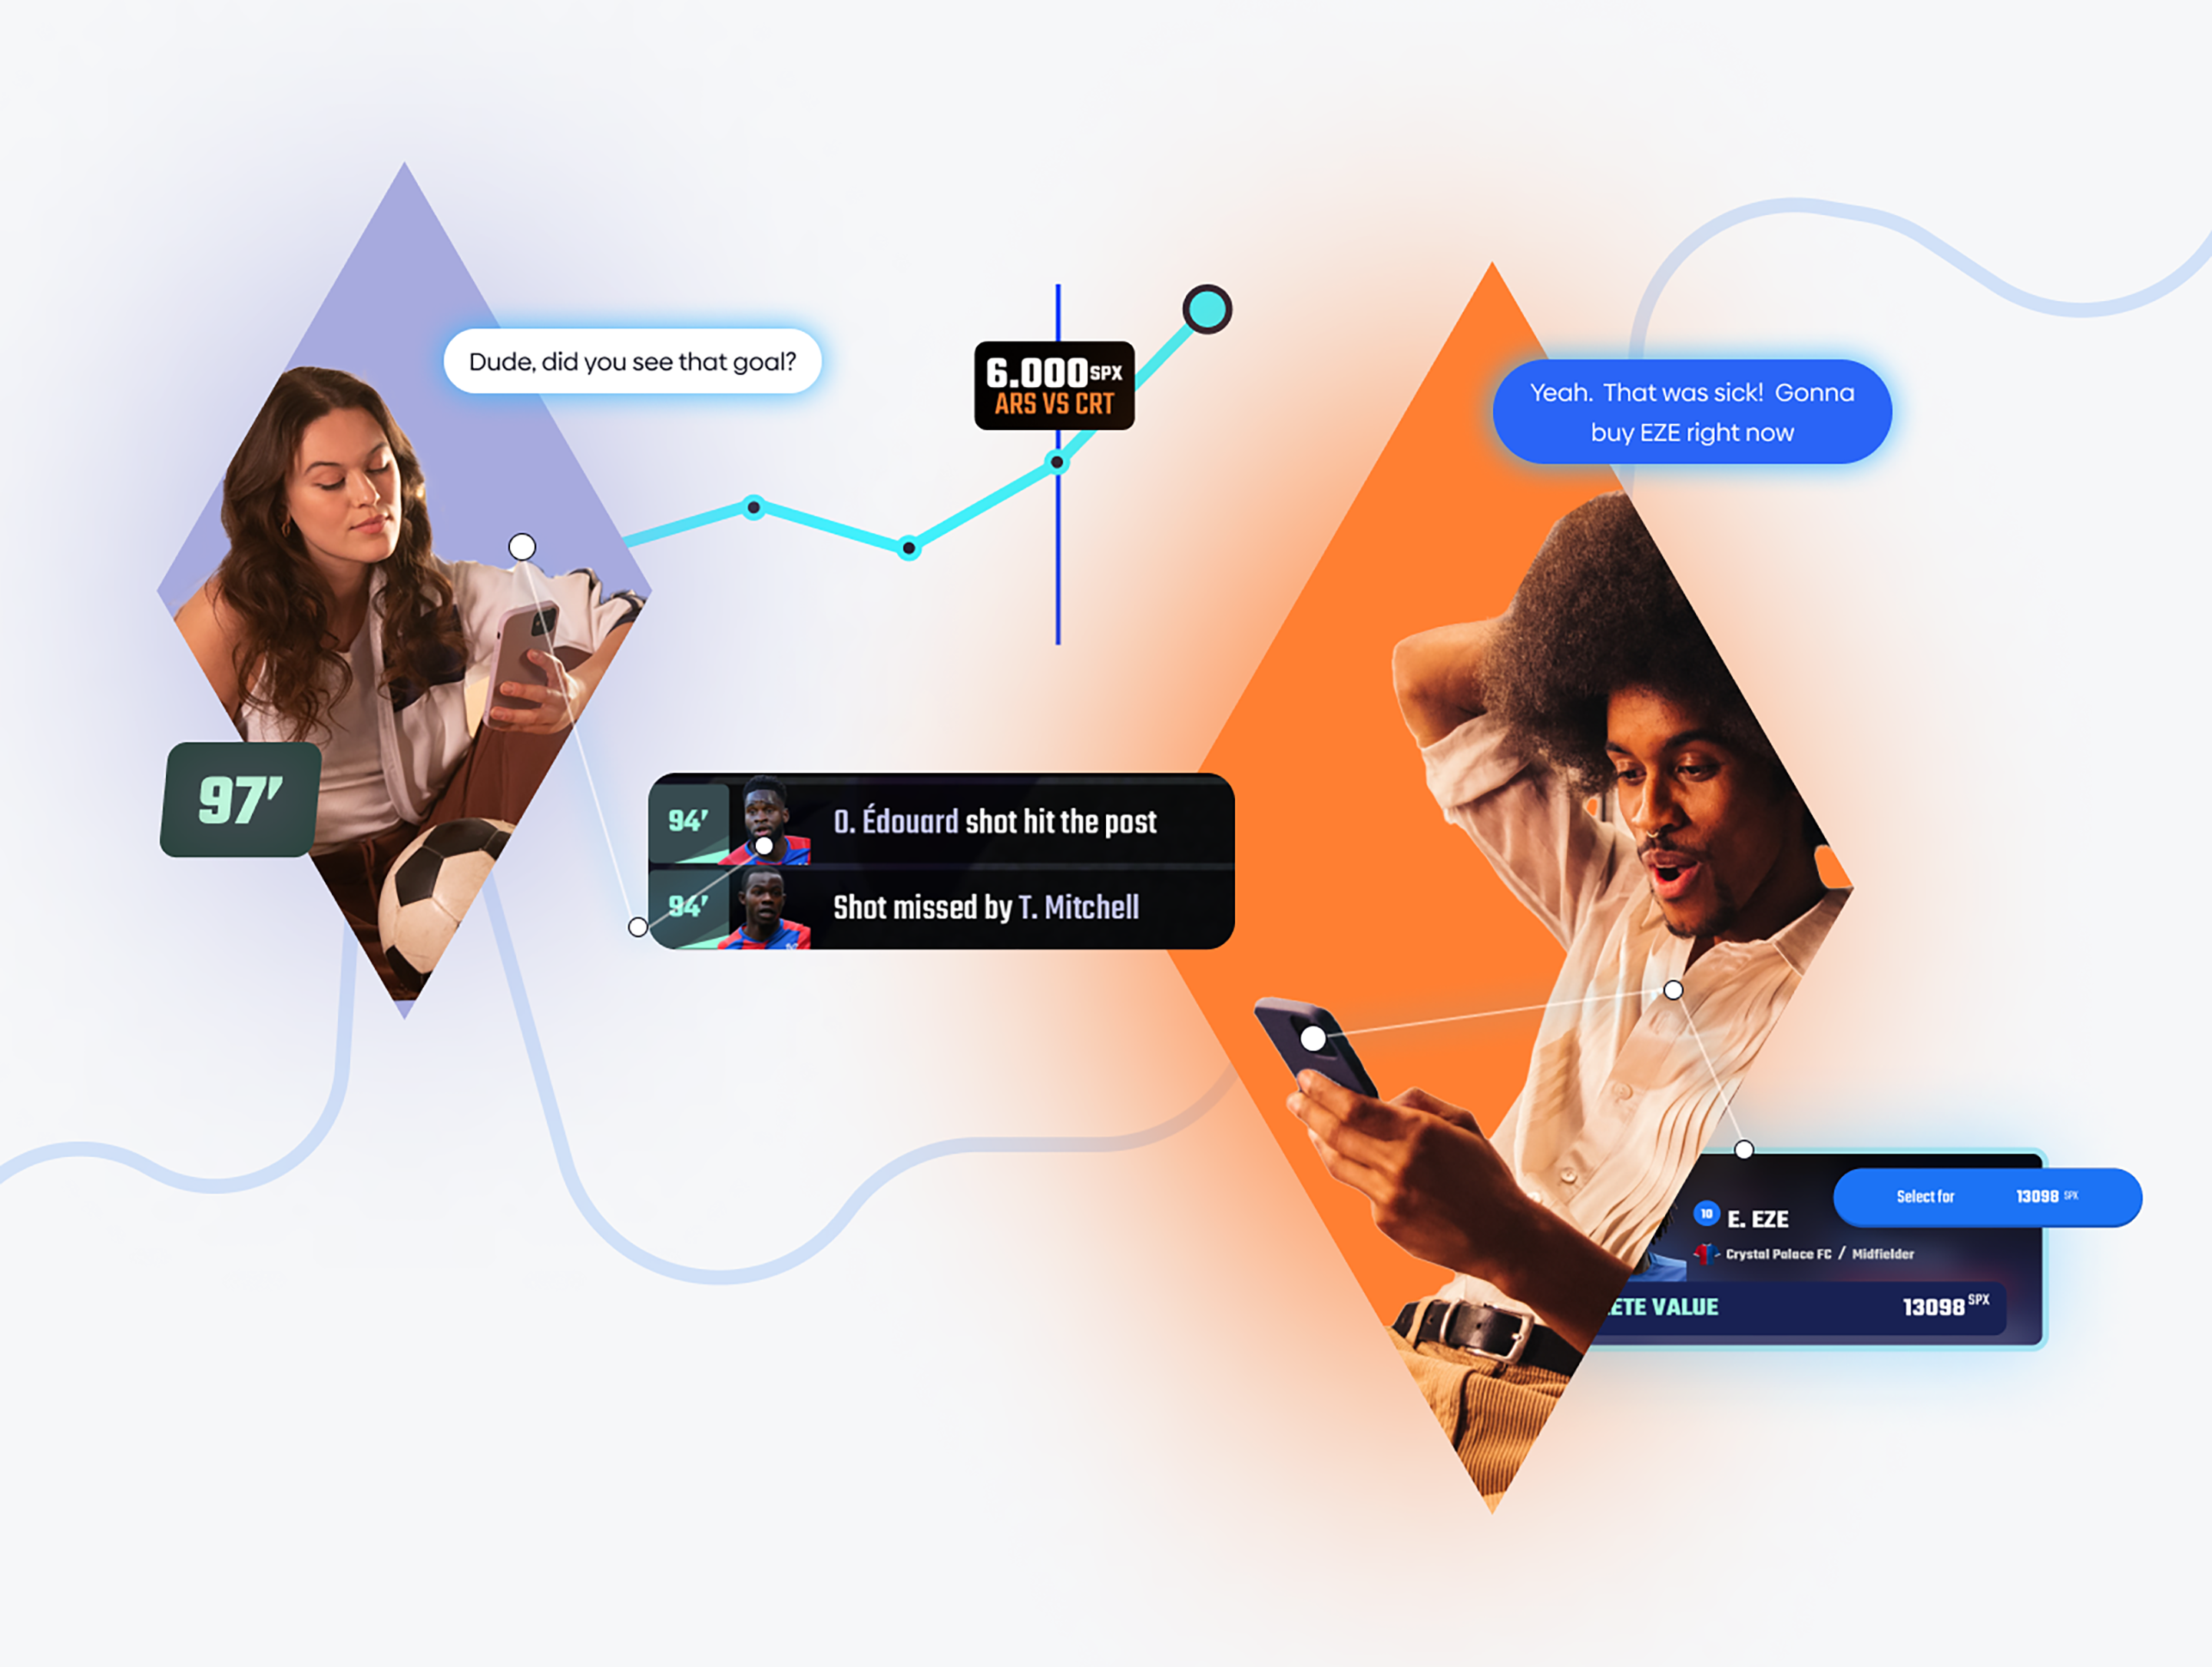 Dude, did you see that goal?
6.000 SPX
ARS VS CRT
Yeah. That was sick! Gonna
buy EZE right now
97'
94' O. Édouard shot hit the post
94' Shot missed by T. Mitchell
Select for 13098 SPX
10 E. EZE
Crystal Palace FC / Midfielder
ETE VALUE 13098 SPX